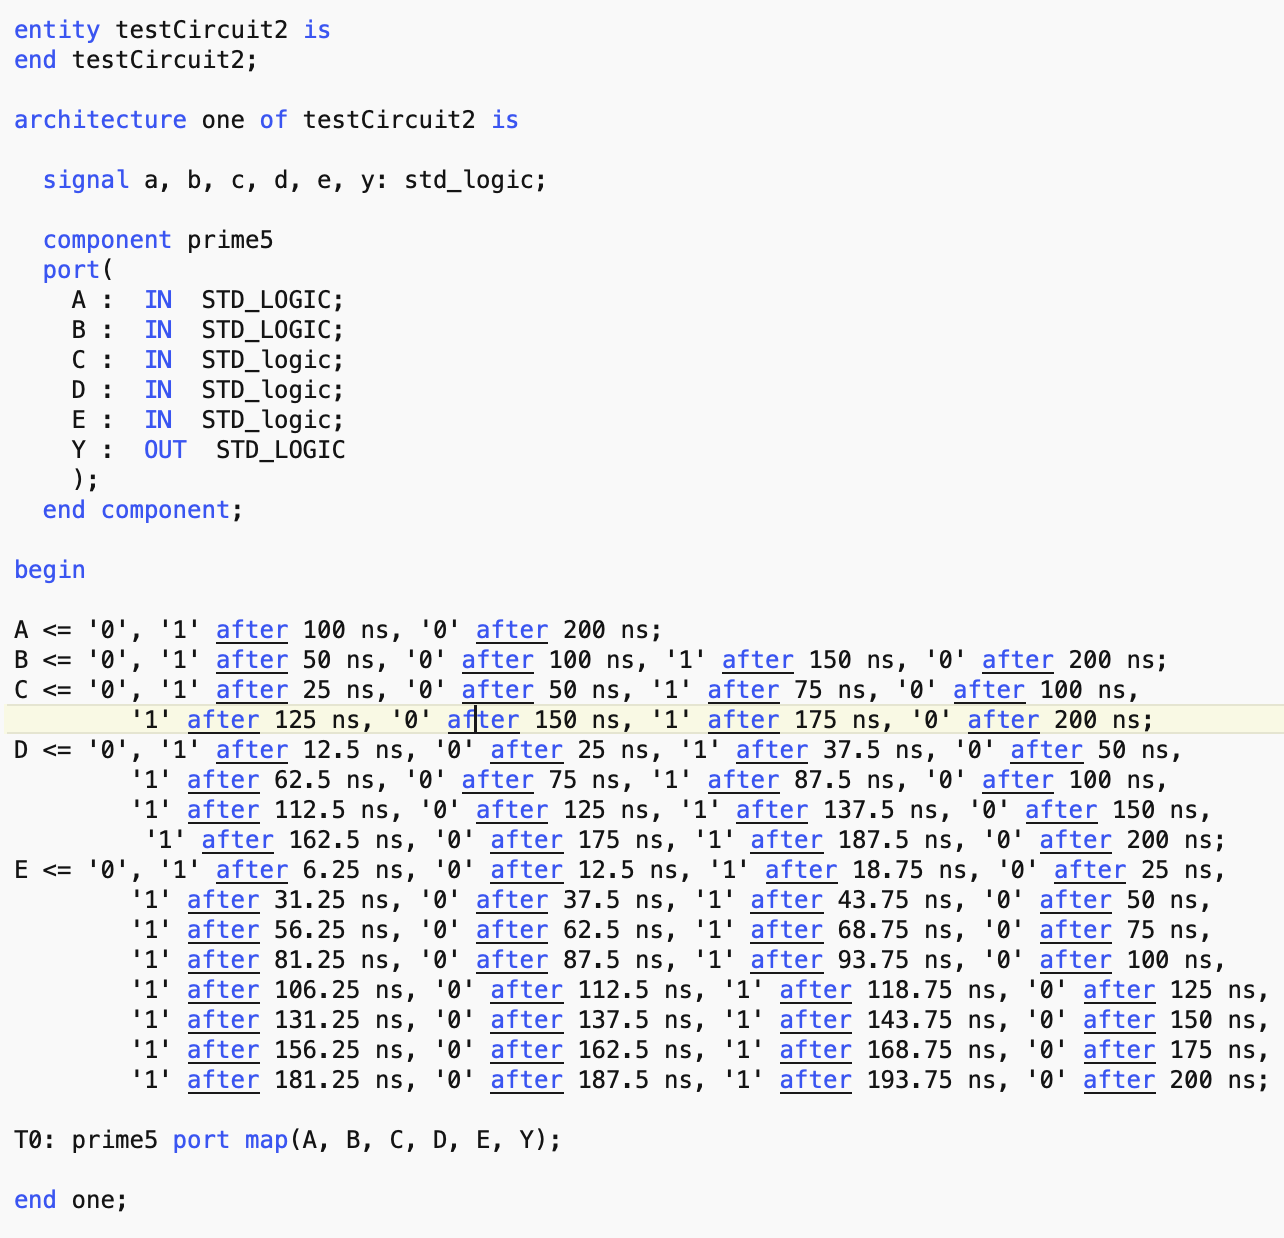 entity testCircuit2 is
end testCircuit2;
architecture one of testCircuit2 is
signal a, b, c, d, e, y: std_logic;
component prime5
port(
A : IN STD_LOGIC;
B : IN STD_LOGIC;
C : IN STD_logic;
D : IN STD_logic;
E : IN STD_logic;
Y : OUT STD_LOGIC
);
end component;
begin
A <= '0', '1' after 100 ns, '0' after 200 ns;
B <= '0', '1' after 50 ns, '0' after 100 ns, '1' after 150 ns, '0' after 200 ns;
C <= '0', '1' after 25 ns, '0' after 50 ns, '1' after 75 ns, '0' after 100 ns,
'1' after 125 ns, '0' after 150 ns, '1' after 175 ns, '0' after 200 ns;
D <= '0', '1' after 12.5 ns, '0' after 25 ns, '1' after 37.5 ns, '0' after 50 ns,
'1' after 62.5 ns, '0' after 75 ns, '1' after 87.5 ns, '0' after 100 ns,
'1' after 112.5 ns, '0' after 125 ns, '1' after 137.5 ns, '0' after 150 ns,
'1' after 162.5 ns, '0' after 175 ns, '1' after 187.5 ns, '0' after 200 ns;
E <= '0', '1' after 6.25 ns, '0' after 12.5 ns, '1' after 18.75 ns, '0' after 25 ns,
'1' after 31.25 ns, '0' after 37.5 ns, '1' after 43.75 ns, '0' after 50 ns,
'1' after 56.25 ns, '0' after 62.5 ns, '1' after 68.75 ns, '0' after 75 ns,
'1' after 81.25 ns, '0' after 87.5 ns, '1' after 93.75 ns, '0' after 100 ns,
'1' after 106.25 ns, '0' after 112.5 ns, '1' after 118.75 ns, '0' after 125 ns,
'1' after 131.25 ns, '0' after 137.5 ns, '1' after 143.75 ns, '0' after 150 ns,
'1' after 156.25 ns, '0' after 162.5 ns, '1' after 168.75 ns, '0' after 175 ns,
'1' after 181.25 ns, '0' after 187.5 ns, '1' after 193.75 ns, '0' after 200 ns;
T0: prime5 port map(A, B, C, D, E, Y);
end one;